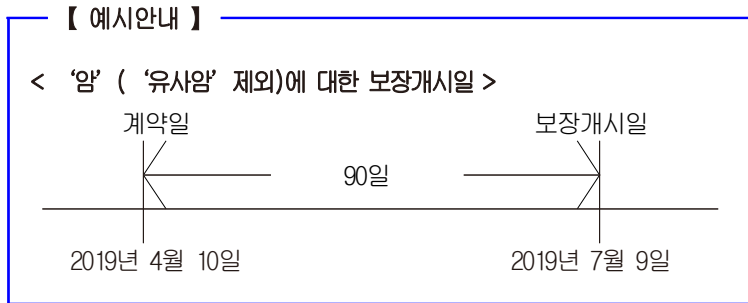 【 예시안내 】
< ‘암’ ( ‘유사암’ 제외)에 대한 보장개시일 >
계약일 보장개시일
90일
2019년 4월 10일 2019년 7월 9일